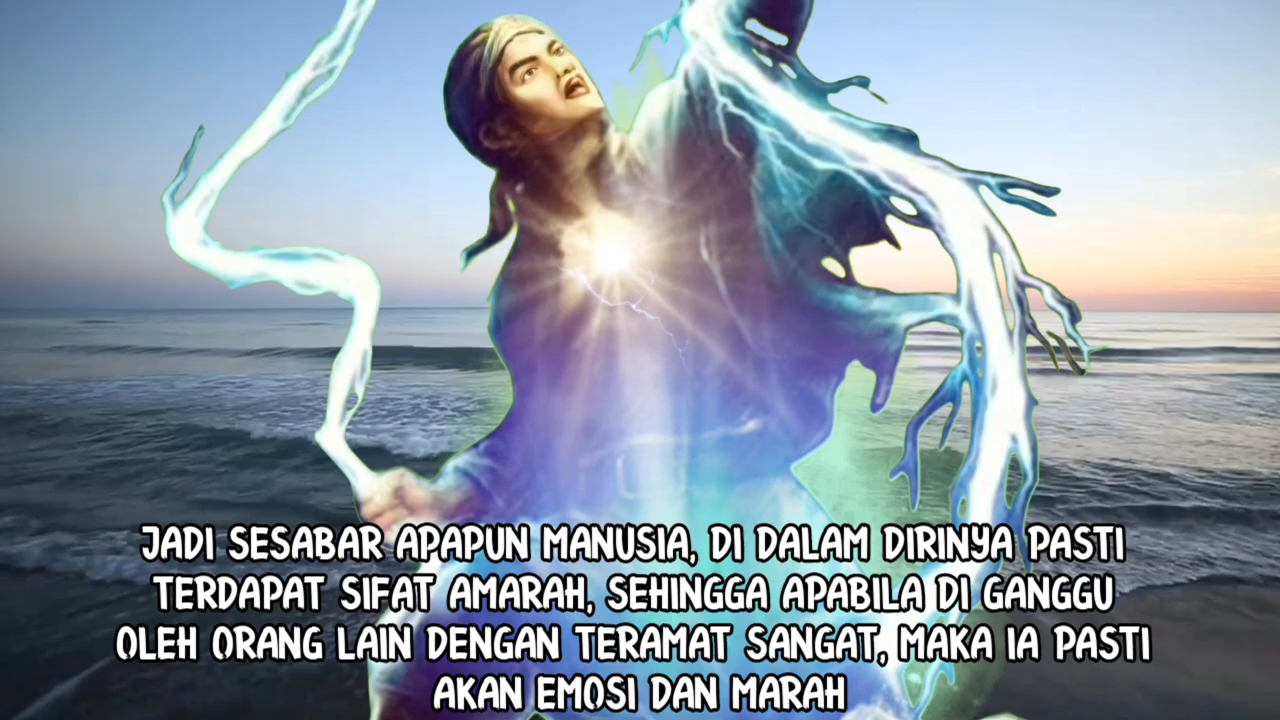 JADI SESABAR APAPUN MANUSIA, DI DALAM DIRINYA PASTI
TERDAPAT SIFAT AMARAH, SEHINGGA APABILA DI GANGGU
OLEH ORANG LAIN DENGAN TERAMAT SANGAT, MAKA IA PASTI
AKAN EMOSI DAN MARAH